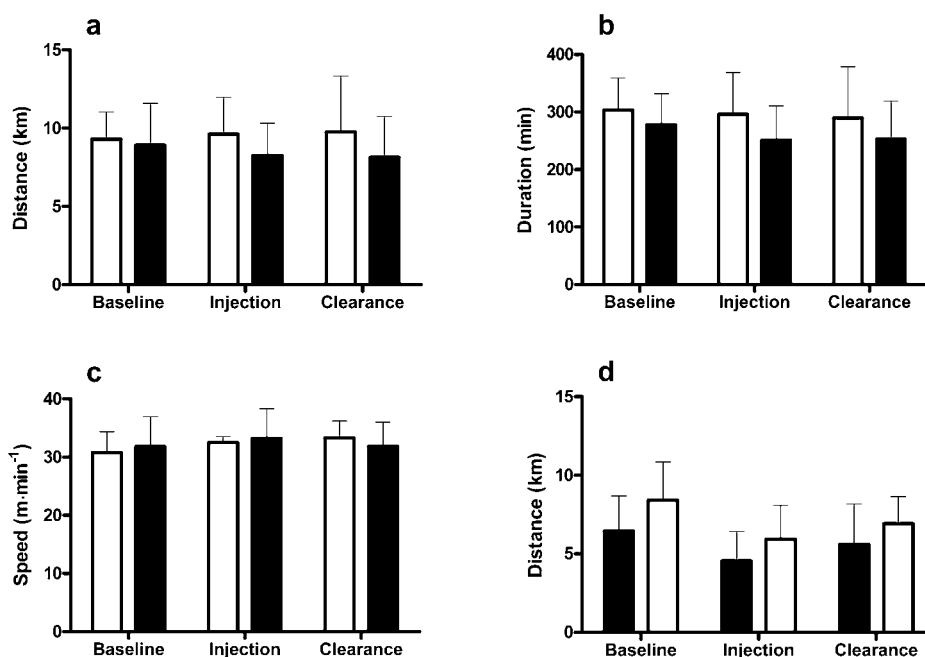 a
15
10
5
0
Distance (km)
Baseline Injection Clearance
b
400
300
200
100
0
Duration (min)
Baseline Injection Clearance
c
40
30
20
10
0
Speed (m·min⁻¹)
Baseline Injection Clearance
d
15
10
5
0
Distance (km)
Baseline Injection Clearance